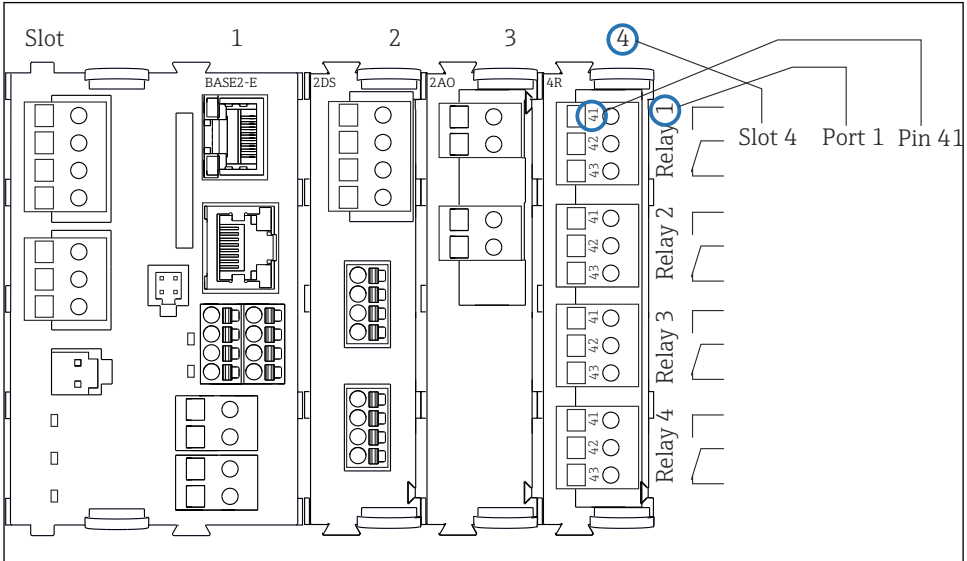 Slot 1 2 3 4
BASE2-E 2DS 2AO 4R
Slot 4 Port 1 Pin 41
Relay 1
41
42
43
Relay 2
41
42
43
Relay 3
41
42
43
Relay 4
41
42
43